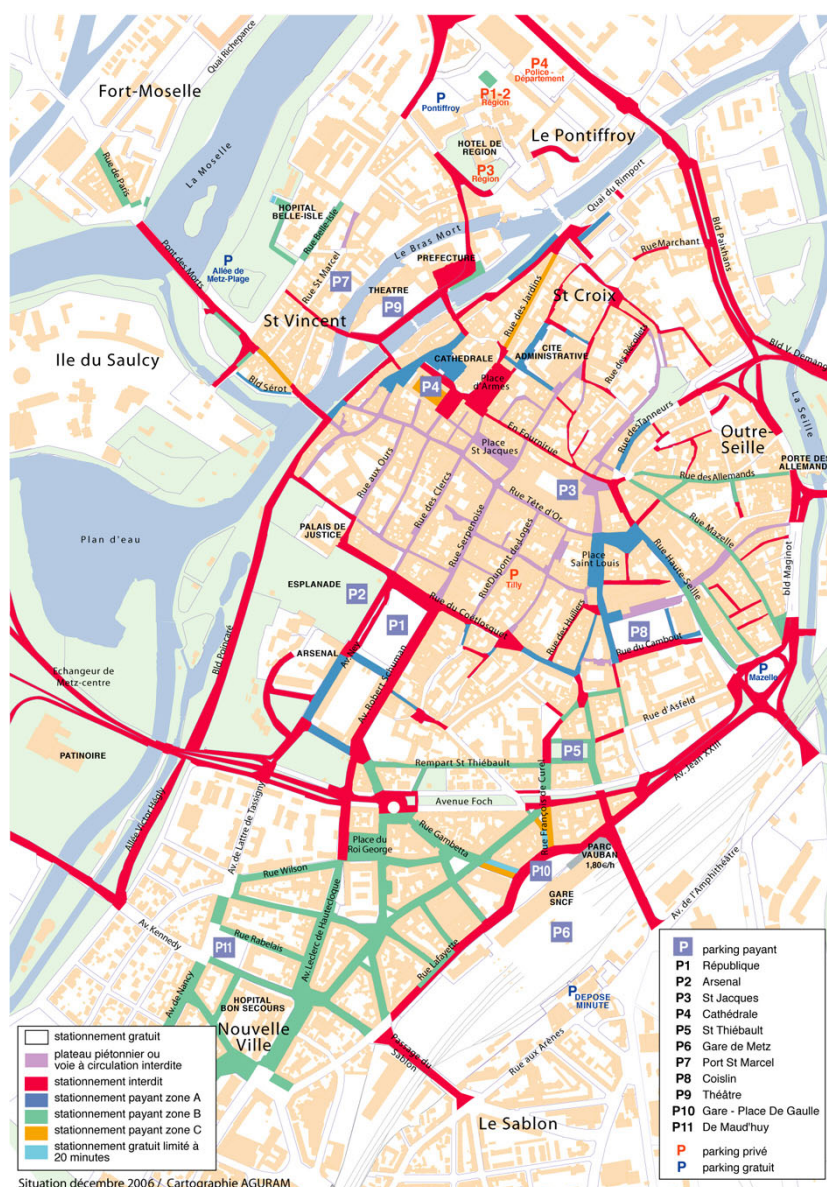 Quai Richepance
Fort-Moselle
P4
Police -
Département
P1-2
Région
P
Pontiffroy
Le Pontiffroy
HOTEL DE
REGION
P3
Région
La Moselle
Rue de Paris
Quai du Rimport
HOPITAL
BELLE-ISLE
Rue Belle-Isle
Le Bras Mort
Rue Marchant
Bld Paixhans
Pont des Morts
P
Allée de
Metz-Plage
Rue St Marcel
PREFECTURE
P7
THEATRE
P9
Rue des Jardins
St Croix
St Vincent
Ile du Saulcy
CATHEDRALE
CITE
ADMINISTRATIVE
Rue des Récollets
Bld V. Demang
Bld Sérot
P4
Place
d'Armes
La Seille
En Fournirue
Rue des Tanneurs
Outre-
Seille
Place
St Jacques
Rue aux Ours
PORTE DES
ALLEMAND
Rue des Allemands
Rue des Clercs
P3
Rue Tête d'Or
Rue Mazelle
Plan d'eau
PALAIS DE
JUSTICE
Rue Serpenoise
Rue Dupont des Loges
Place
Saint Louis
Rue Haute-Seille
bld Maginot
P
Tilly
ESPLANADE
P2
P1
Rue du Coëtlosquet
Rue des Huiliers
P8
ARSENAL
Av. Ney
Rue du Cambout
Bld Poincaré
Av. Robert Schuman
P
Mazelle
Echangeur de
Metz-centre
Rue d'Asfeld
PATINOIRE
P5
Rempart St Thiébault
Av. Jean XXIII
Allée Victor Hégly
Av. de Lattre de Tassigny
Avenue Foch
Rue François de Curel
Place du
Roi George
Rue Gambetta
PARC
VAUBAN
1,80€/h
P10
Rue Wilson
GARE
SNCF
Av. de l'Amphithéâtre
Av. Leclerc de Hautecloque
Av. Kennedy
P11
Rue Rabelais
P6
Rue Lafayette
Av. de Nancy
P DEPOSE
MINUTE
HOPITAL
BON SECOURS
Nouvelle
Ville
Rue aux Arènes
Passage du
Sablon
Le Sablon
stationnement gratuit
plateau piétonnier ou
voie à circulation interdite
stationnement interdit
stationnement payant zone A
stationnement payant zone B
stationnement payant zone C
stationnement gratuit limité à
20 minutes
P parking payant
P1 République
P2 Arsenal
P3 St Jacques
P4 Cathédrale
P5 St Thiébault
P6 Gare de Metz
P7 Port St Marcel
P8 Coislin
P9 Théâtre
P10 Gare - Place De Gaulle
P11 De Maud'huy
P parking privé
P parking gratuit
Situation décembre 2006 / Cartographie AGURAM